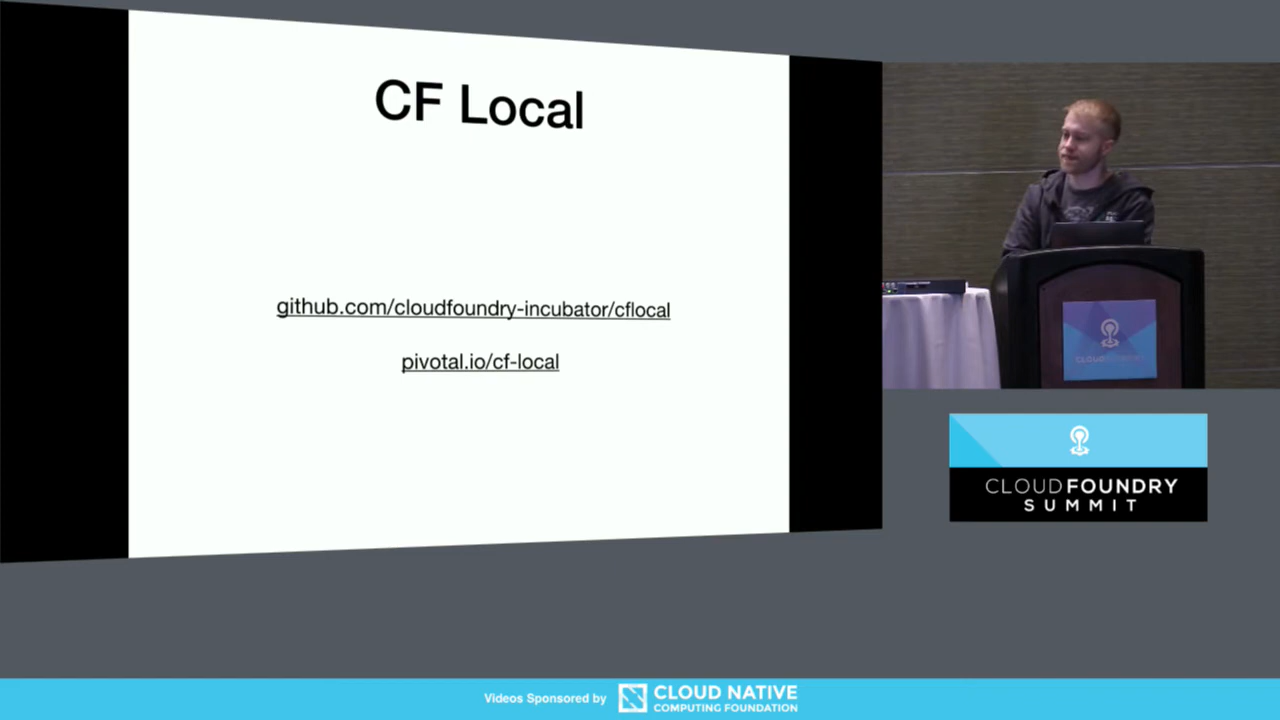 CF Local
github.com/cloudfoundry-incubator/cflocal
pivotal.io/cf-local
CLOUDFOUNDRY
CLOUDFOUNDRY
SUMMIT
Videos Sponsored by
CLOUD NATIVE
COMPUTING FOUNDATION